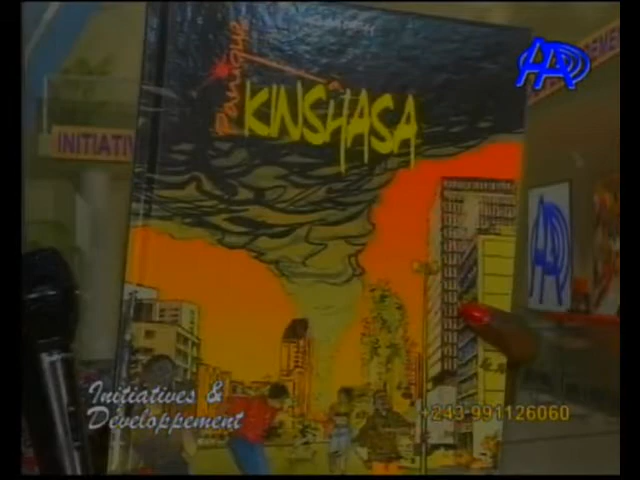 Panique
à
KINSHASA
INITIATIV
Initiatives &
Développement
+243 991126060